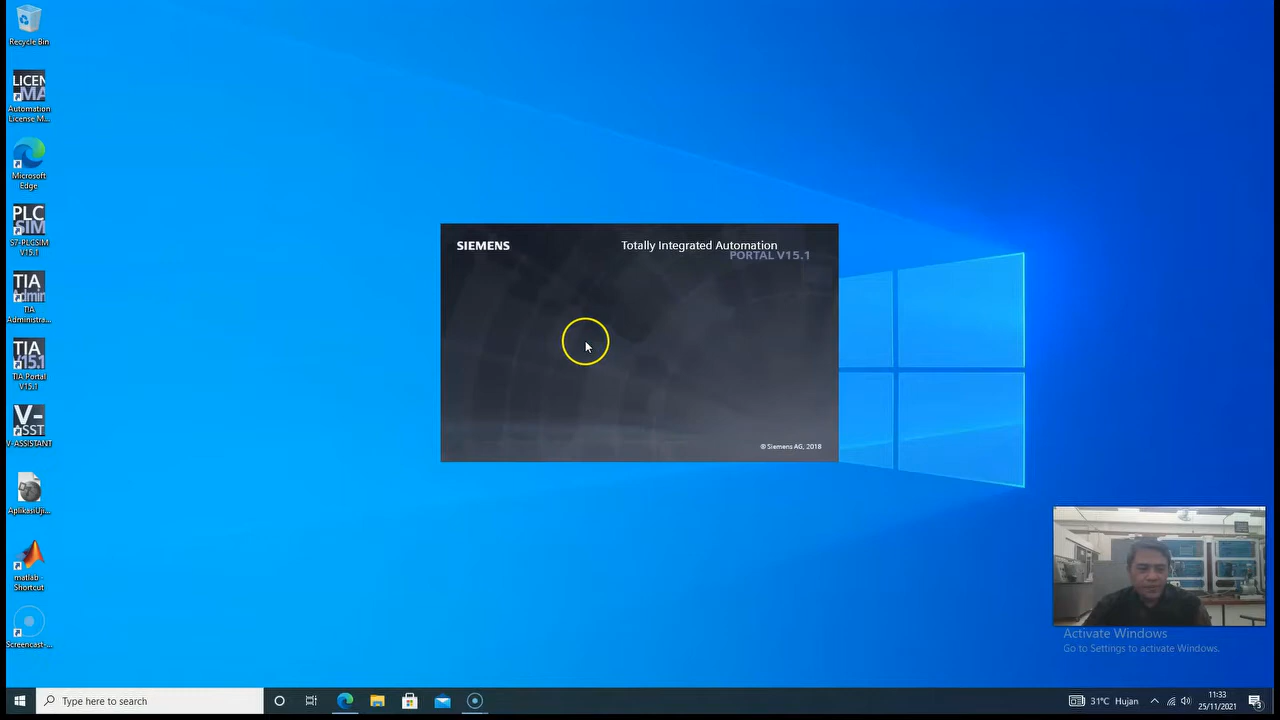 Recycle Bin
LICEN
MA
Automation
License M...
Microsoft
Edge
PLC
SIM
S7-PLCSIM
V15.1
TIA
Admin
TIA
Administra...
TIA
V15.1
TIA Portal
V15.1
V-
ASST
V-ASSISTANT
AplikasiUji...
matlab -
Shortcut
Screencast-...
SIEMENS
Totally Integrated Automation
PORTAL V15.1
© Siemens AG, 2018
Activate Windows
Go to Settings to activate Windows.
Type here to search
31°C Hujan
11:33
25/11/2021
3